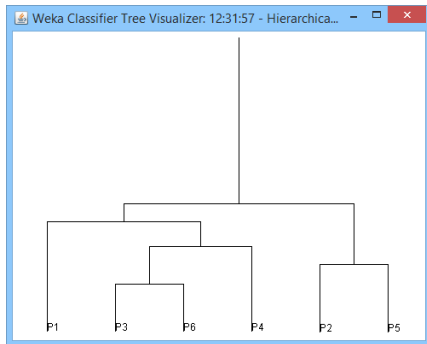 Weka Classifier Tree Visualizer: 12:31:57 - Hierarchica...
P1 P3 P6 P4 P2 P5